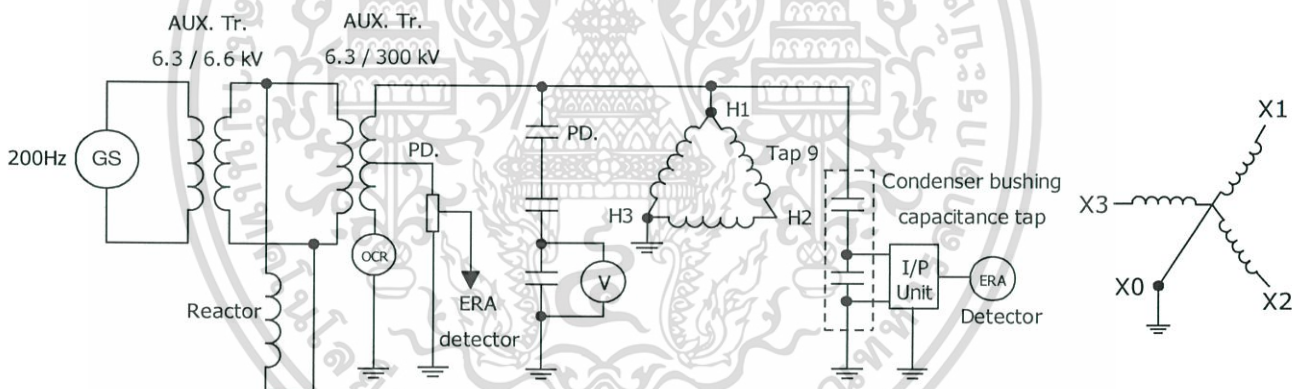 AUX. Tr.
6.3 / 6.6 kV
AUX. Tr.
6.3 / 300 kV
200Hz
GS
PD.
OCR
Reactor
ERA
detector
PD.
V
H1
Tap 9
H3
H2
Condenser bushing
capacitance tap
I/P
Unit
ERA
Detector
X1
X3
X0
X2